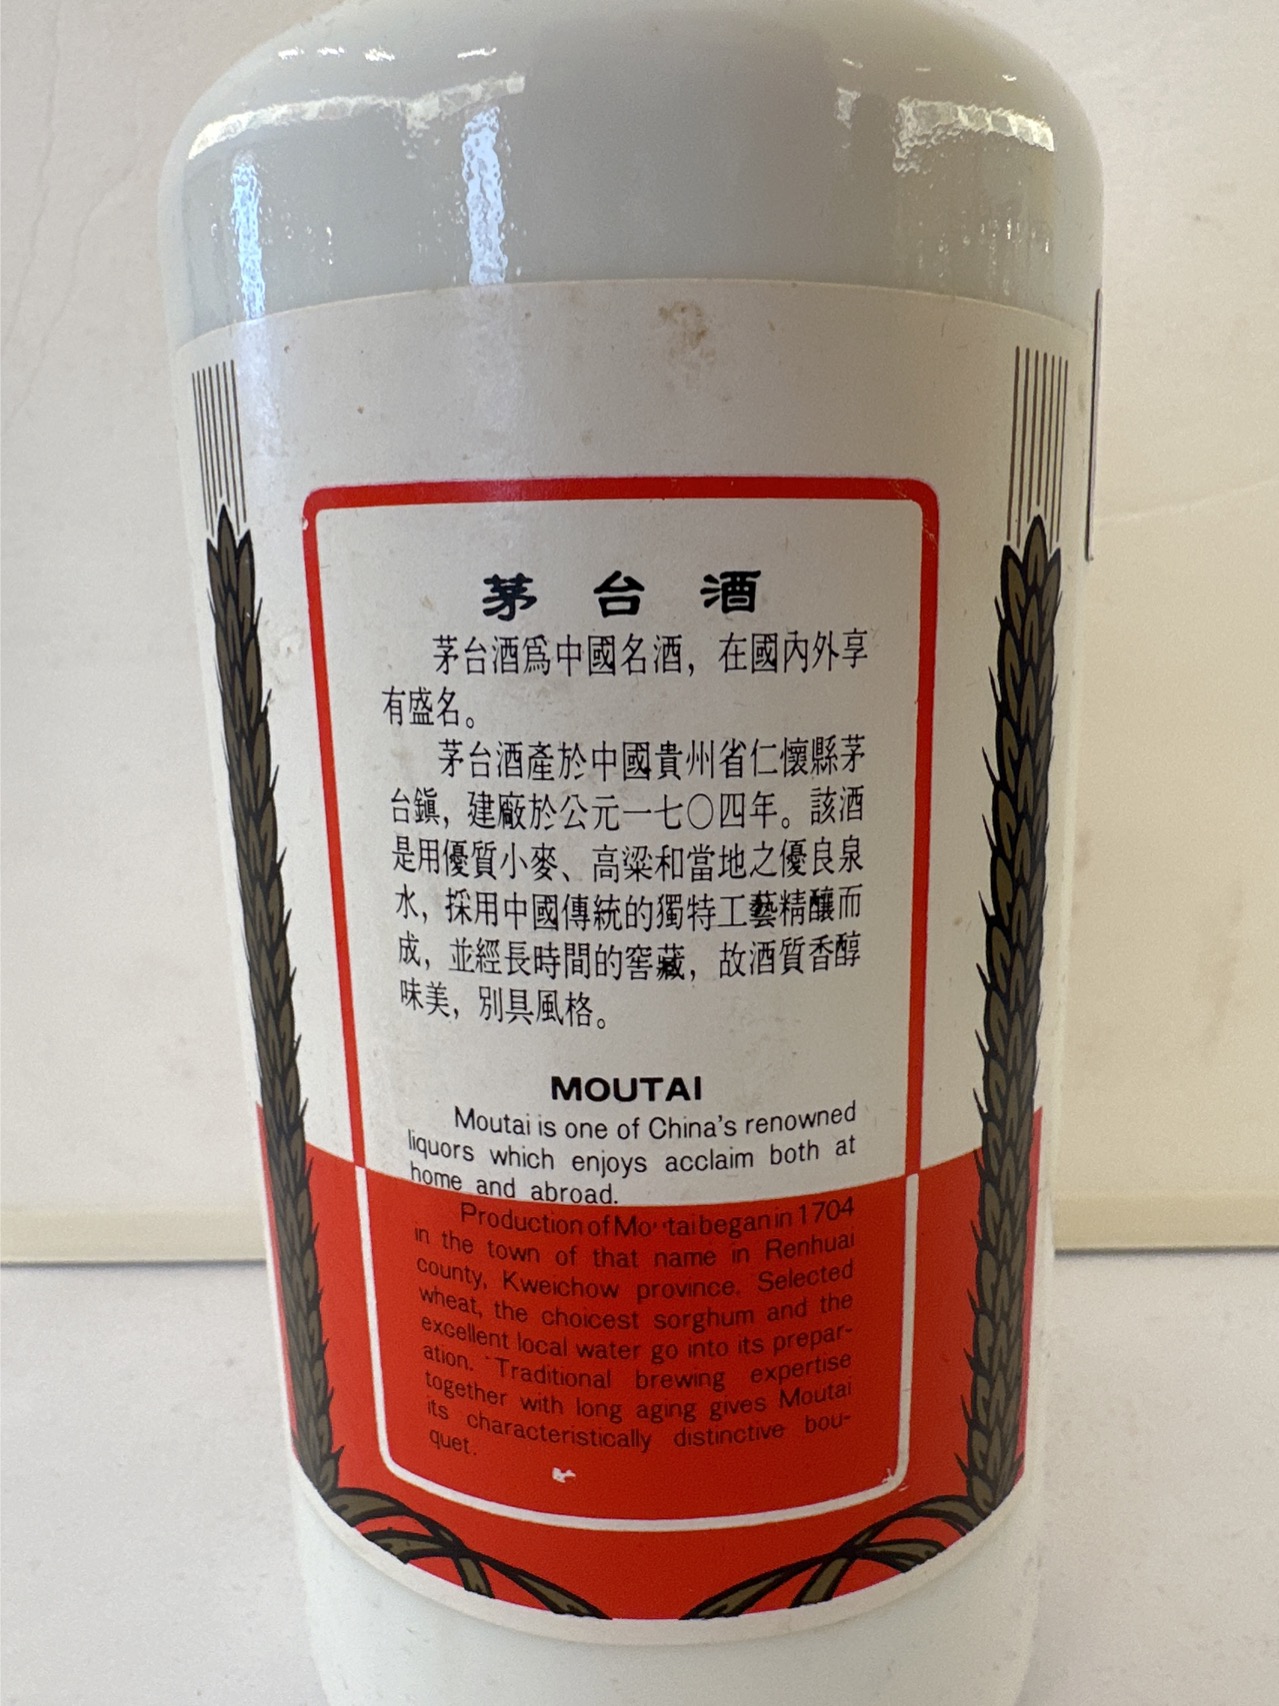 茅台酒
茅台酒爲中國名酒，在國內外享
有盛名。
茅台酒產於中國貴州省仁懷縣茅
台鎭，建廠於公元一七〇四年。該酒
是用優質小麥、高粱和當地之優良泉
水，採用中國傳統的獨特工藝精釀而
成，並經長時間的窖藏，故酒質香醇
味美，別具風格。
MOUTAI
Moutai is one of China's renowned
liquors which enjoys acclaim both at
home and abroad.
Production of Moutai began in 1704
in the town of that name in Renhuai
county, Kweichow province. Selected
wheat, the choicest sorghum and the
excellent local water go into its prepar-
ation. Traditional brewing expertise
together with long aging gives Moutai
its characteristically distinctive bou-
quet.